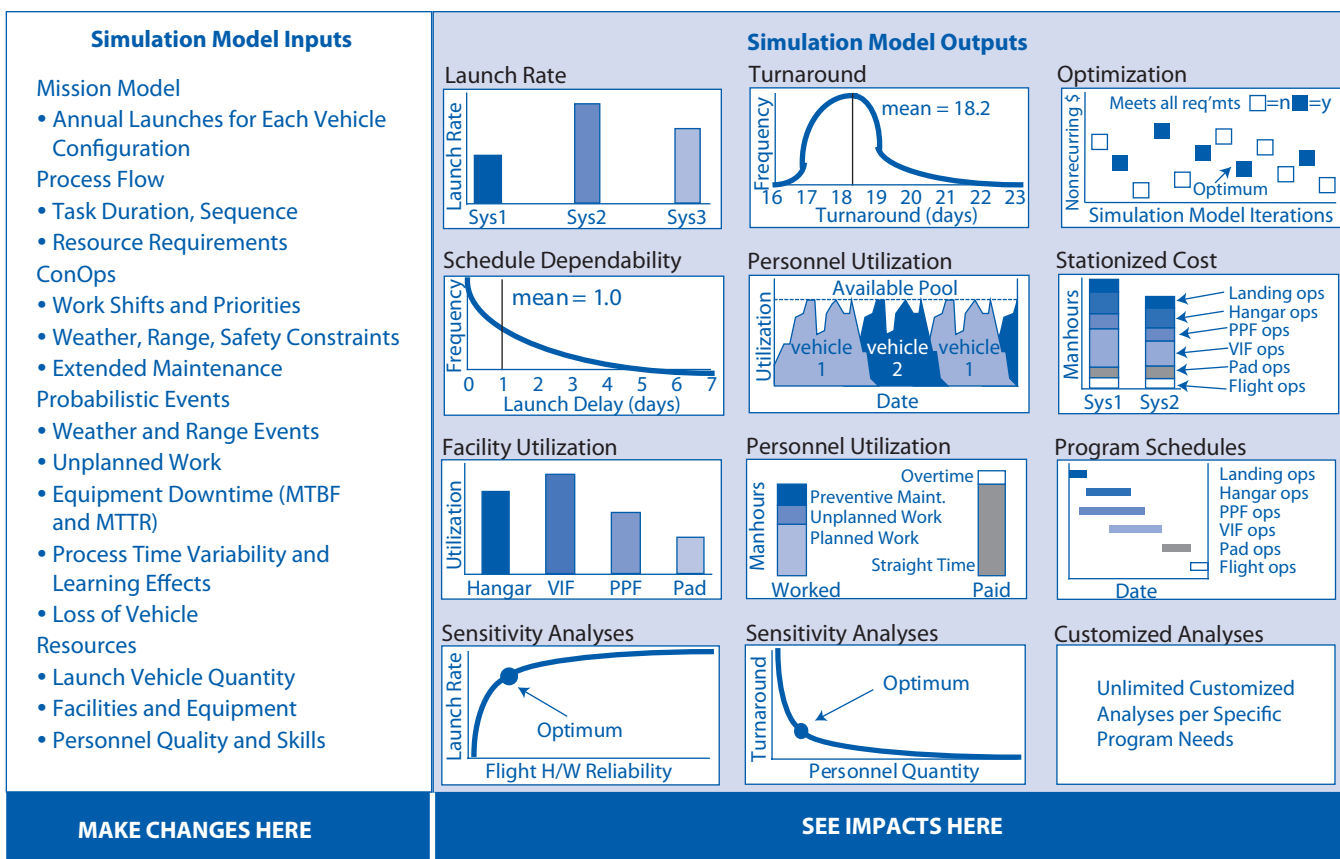 Simulation Model Inputs
Mission Model
• Annual Launches for Each Vehicle
Configuration
Process Flow
• Task Duration, Sequence
• Resource Requirements
ConOps
• Work Shifts and Priorities
• Weather, Range, Safety Constraints
• Extended Maintenance
Probabilistic Events
• Weather and Range Events
• Unplanned Work
• Equipment Downtime (MTBF
and MTTR)
• Process Time Variability and
Learning Effects
• Loss of Vehicle
Resources
• Launch Vehicle Quantity
• Facilities and Equipment
• Personnel Quality and Skills
MAKE CHANGES HERE
Simulation Model Outputs
Launch Rate
Launch Rate
Sys1 Sys2 Sys3
Turnaround
Frequency
mean = 18.2
16 17 18 19 20 21 22 23
Turnaround (days)
Optimization
Nonrecurring $
Meets all req'mts =n =y
Optimum
Simulation Model Iterations
Schedule Dependability
Frequency
mean = 1.0
0 1 2 3 4 5 6 7
Launch Delay (days)
Personnel Utilization
Utilization
Available Pool
vehicle
1
vehicle
2
vehicle
1
Date
Stationized Cost
Manhours
Landing ops
Hangar ops
PPF ops
VIF ops
Pad ops
Flight ops
Sys1 Sys2
Facility Utilization
Utilization
Hangar VIF PPF Pad
Personnel Utilization
Manhours
Overtime
Preventive Maint.
Unplanned Work
Planned Work
Straight Time
Worked Paid
Program Schedules
Landing ops
Hangar ops
PPF ops
VIF ops
Pad ops
Flight ops
Date
Sensitivity Analyses
Launch Rate
Optimum
Flight H/W Reliability
Sensitivity Analyses
Turnaround
Optimum
Personnel Quantity
Customized Analyses
Unlimited Customized
Analyses per Specific
Program Needs
SEE IMPACTS HERE